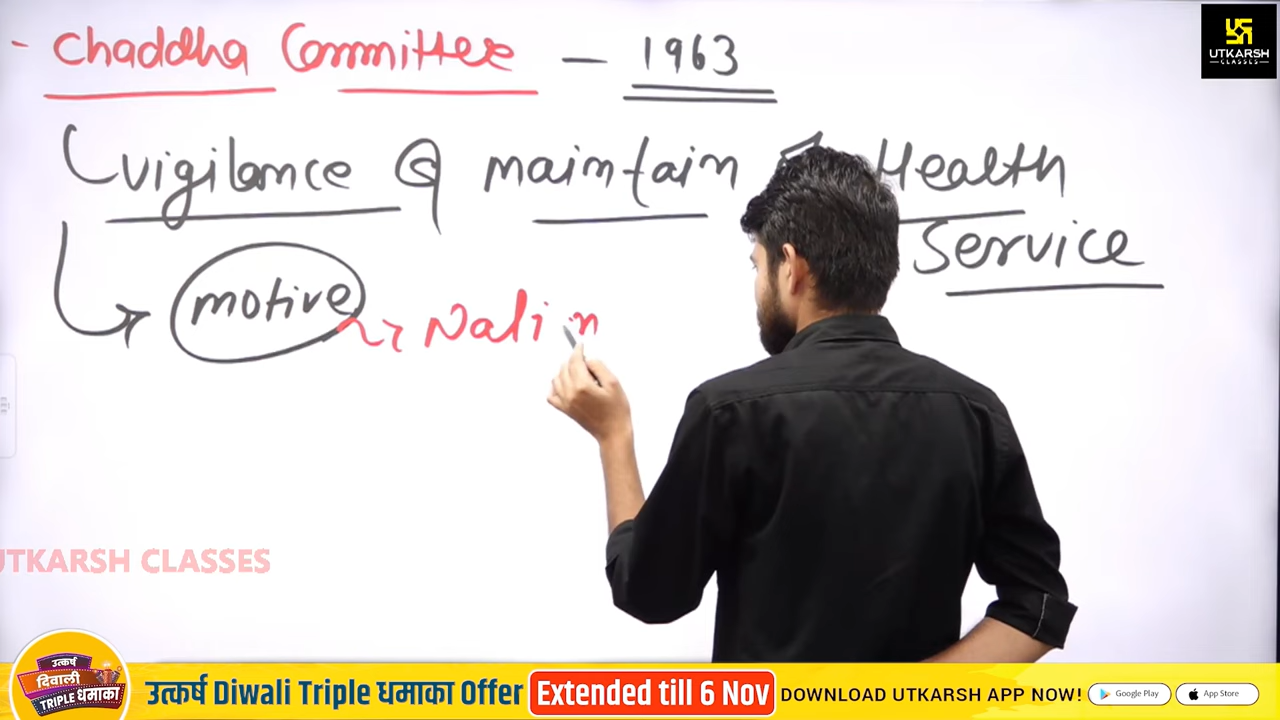 - Chaddha Committee - 1963
UTKARSH
CLASSES
vigilance & maintain Health
Service
motive
UTKARSH CLASSES
उत्कर्ष
दिवाली
TRIPLE धमाका
उत्कर्ष Diwali Triple धमाका Offer Extended till 6 Nov DOWNLOAD UTKARSH APP NOW! Google Play App Store